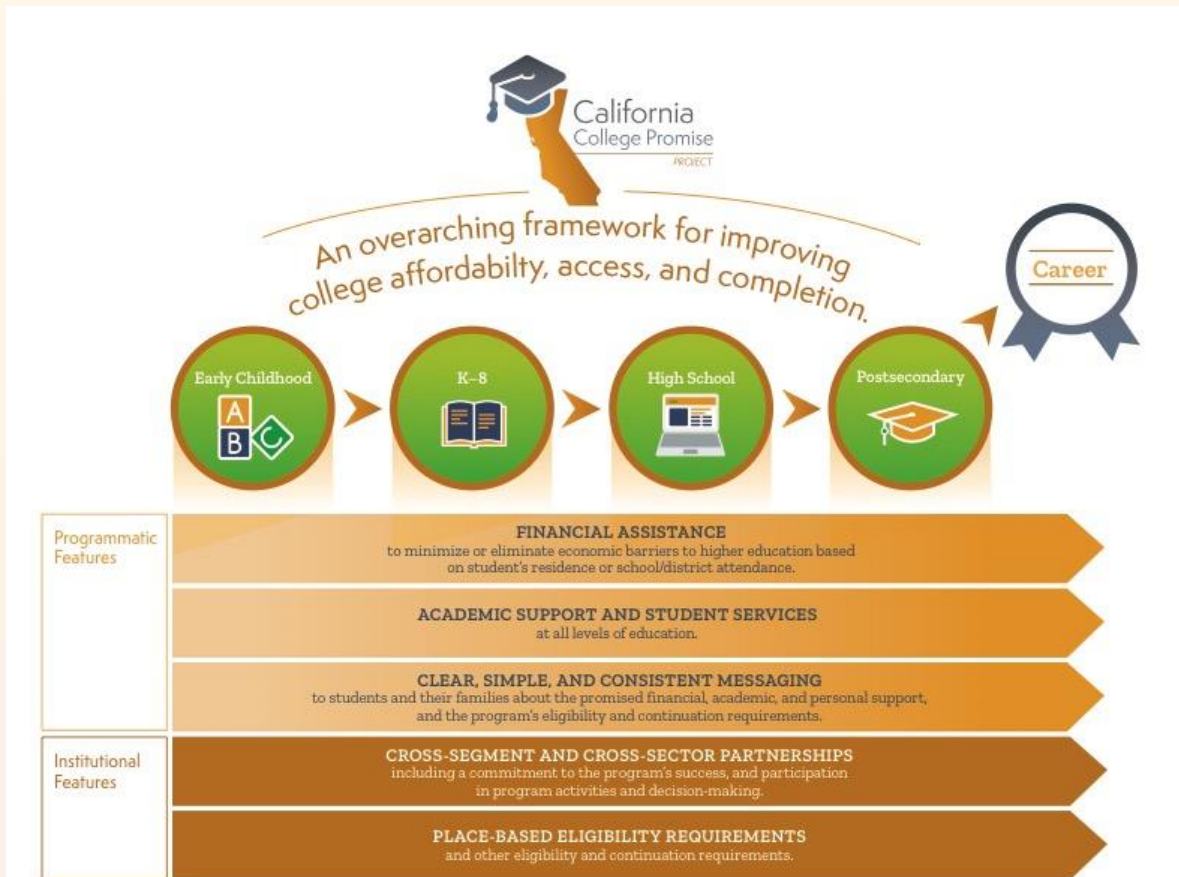 California
College Promise
PROJECT
An overarching framework for improving
college affordabilty, access, and completion.
Career
Early Childhood
K–8
High School
Postsecondary
A
B
C
Programmatic
Features
FINANCIAL ASSISTANCE
to minimize or eliminate economic barriers to higher education based
on student's residence or school/district attendance.
ACADEMIC SUPPORT AND STUDENT SERVICES
at all levels of education.
CLEAR, SIMPLE, AND CONSISTENT MESSAGING
to students and their families about the promised financial, academic, and personal support,
and the program's eligibility and continuation requirements.
Institutional
Features
CROSS-SEGMENT AND CROSS-SECTOR PARTNERSHIPS
including a commitment to the program's success, and participation
in program activities and decision-making.
PLACE-BASED ELIGIBILITY REQUIREMENTS
and other eligibility and continuation requirements.